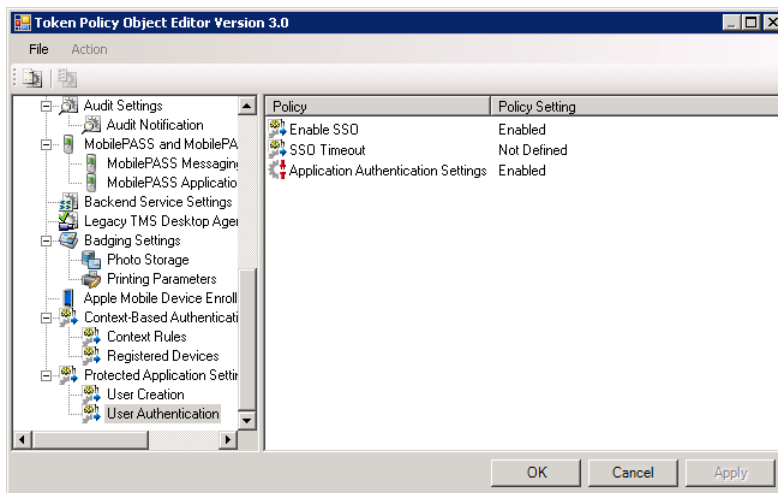 Token Policy Object Editor Version 3.0
File Action
Audit Settings
Audit Notification
MobilePASS and MobilePA
MobilePASS Messaging
MobilePASS Applicatio
Backend Service Settings
Legacy TMS Desktop Agen
Badging Settings
Photo Storage
Printing Parameters
Apple Mobile Device Enroll
Context-Based Authenticati
Context Rules
Registered Devices
Protected Application Settin
User Creation
User Authentication
Policy Policy Setting
Enable SSO Enabled
SSO Timeout Not Defined
Application Authentication Settings Enabled
OK Cancel Apply